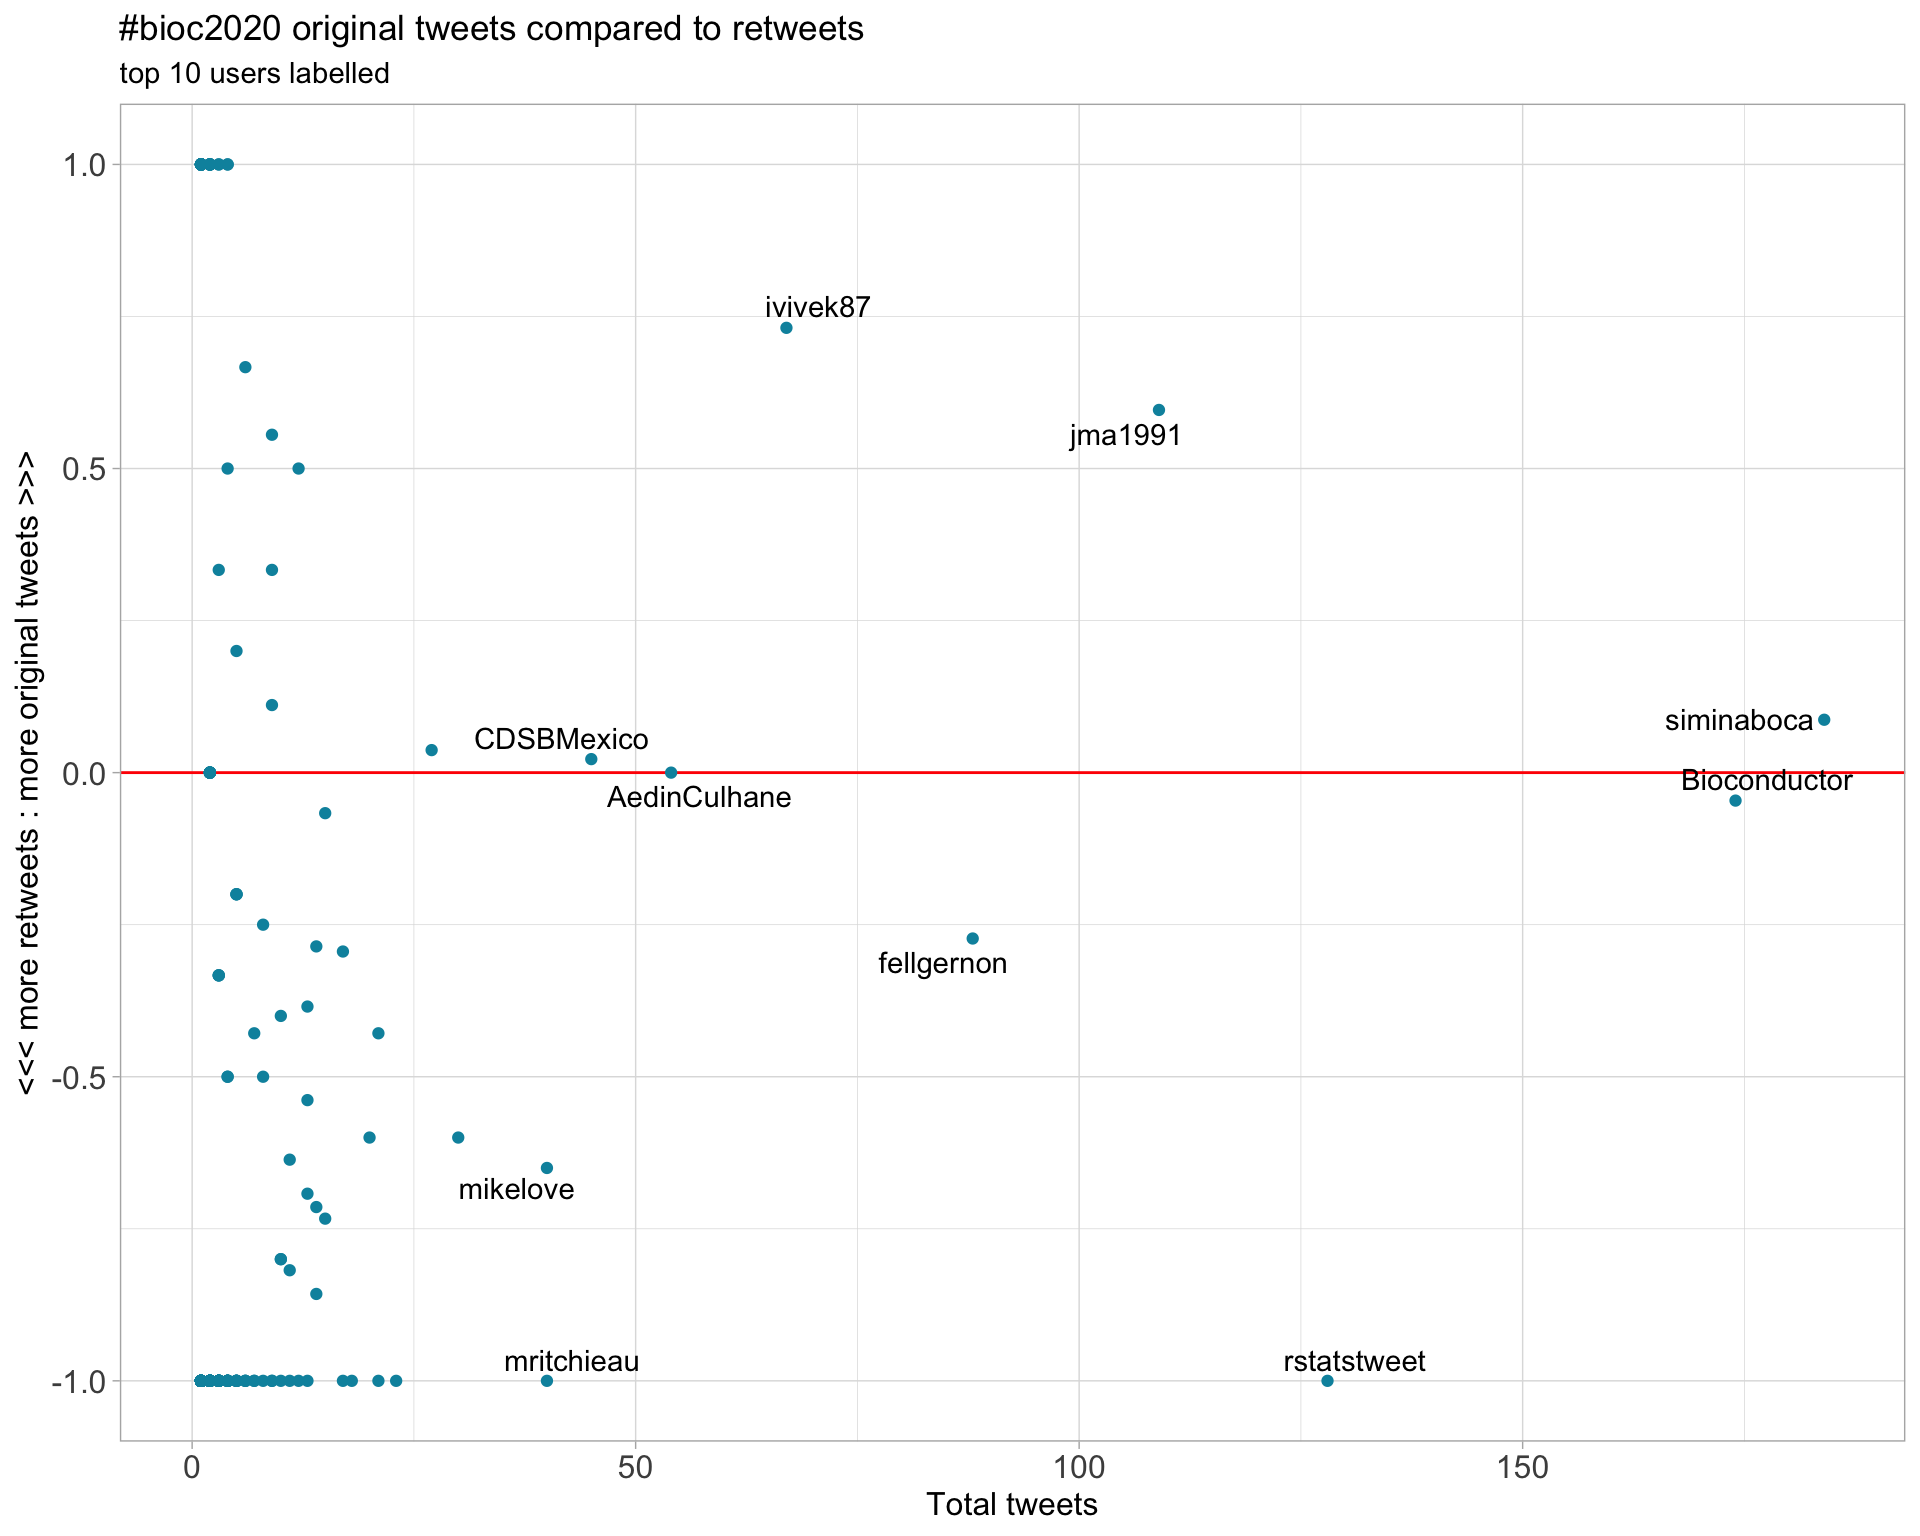 #bioc2020 original tweets compared to retweets
top 10 users labelled
<<< more retweets : more original tweets >>>
1.0
0.5
0.0
-0.5
-1.0
ivivek87
jma1991
siminaboca
CDSBMexico
Bioconductor
AedinCulhane
fellgernon
mikelove
mritchieau
rstatstweet
0
50
100
150
Total tweets